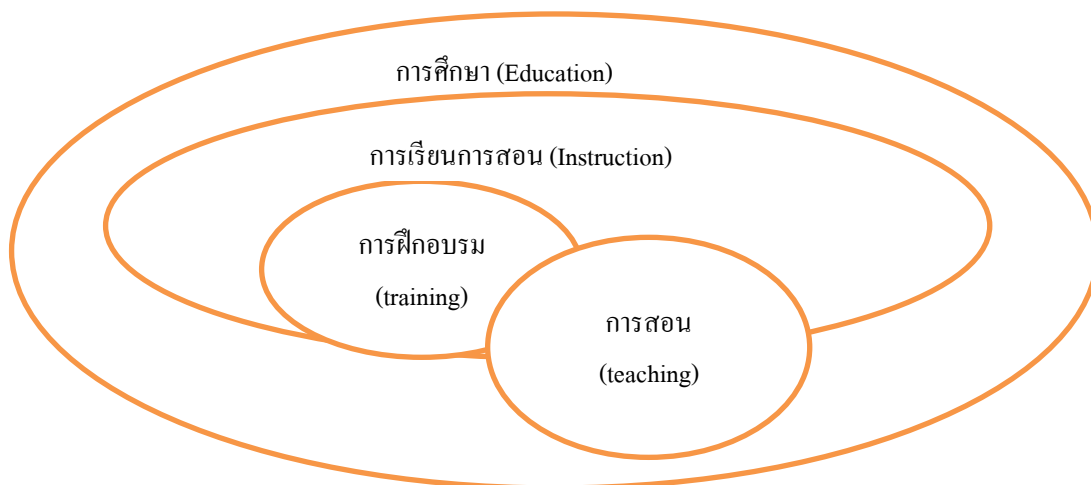 การศึกษา (Education)
การเรียนการสอน (Instruction)
การฝึกอบรม
(training)
การสอน
(teaching)